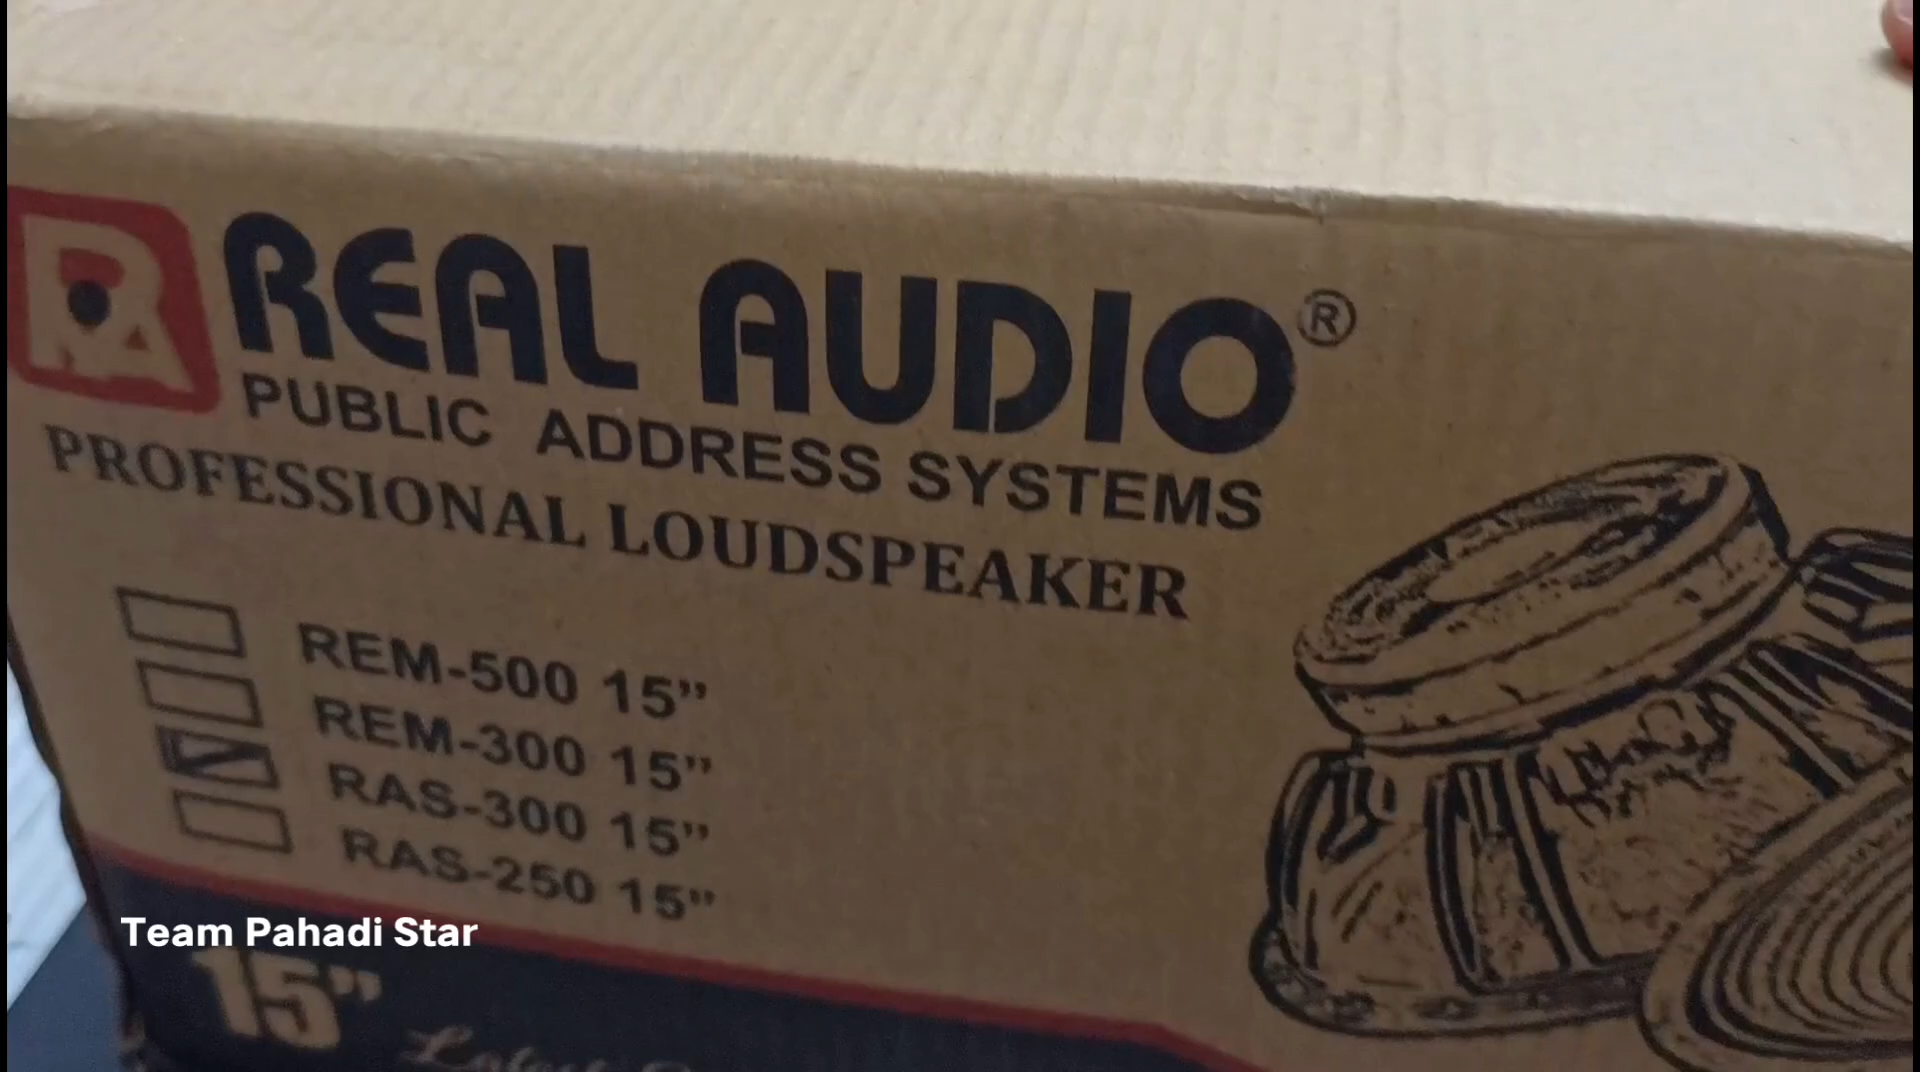 RA REAL AUDIO®
PUBLIC ADDRESS SYSTEMS
PROFESSIONAL LOUDSPEAKER
REM-500 15”
REM-300 15”
RAS-300 15”
RAS-250 15”
Team Pahadi Star
15”